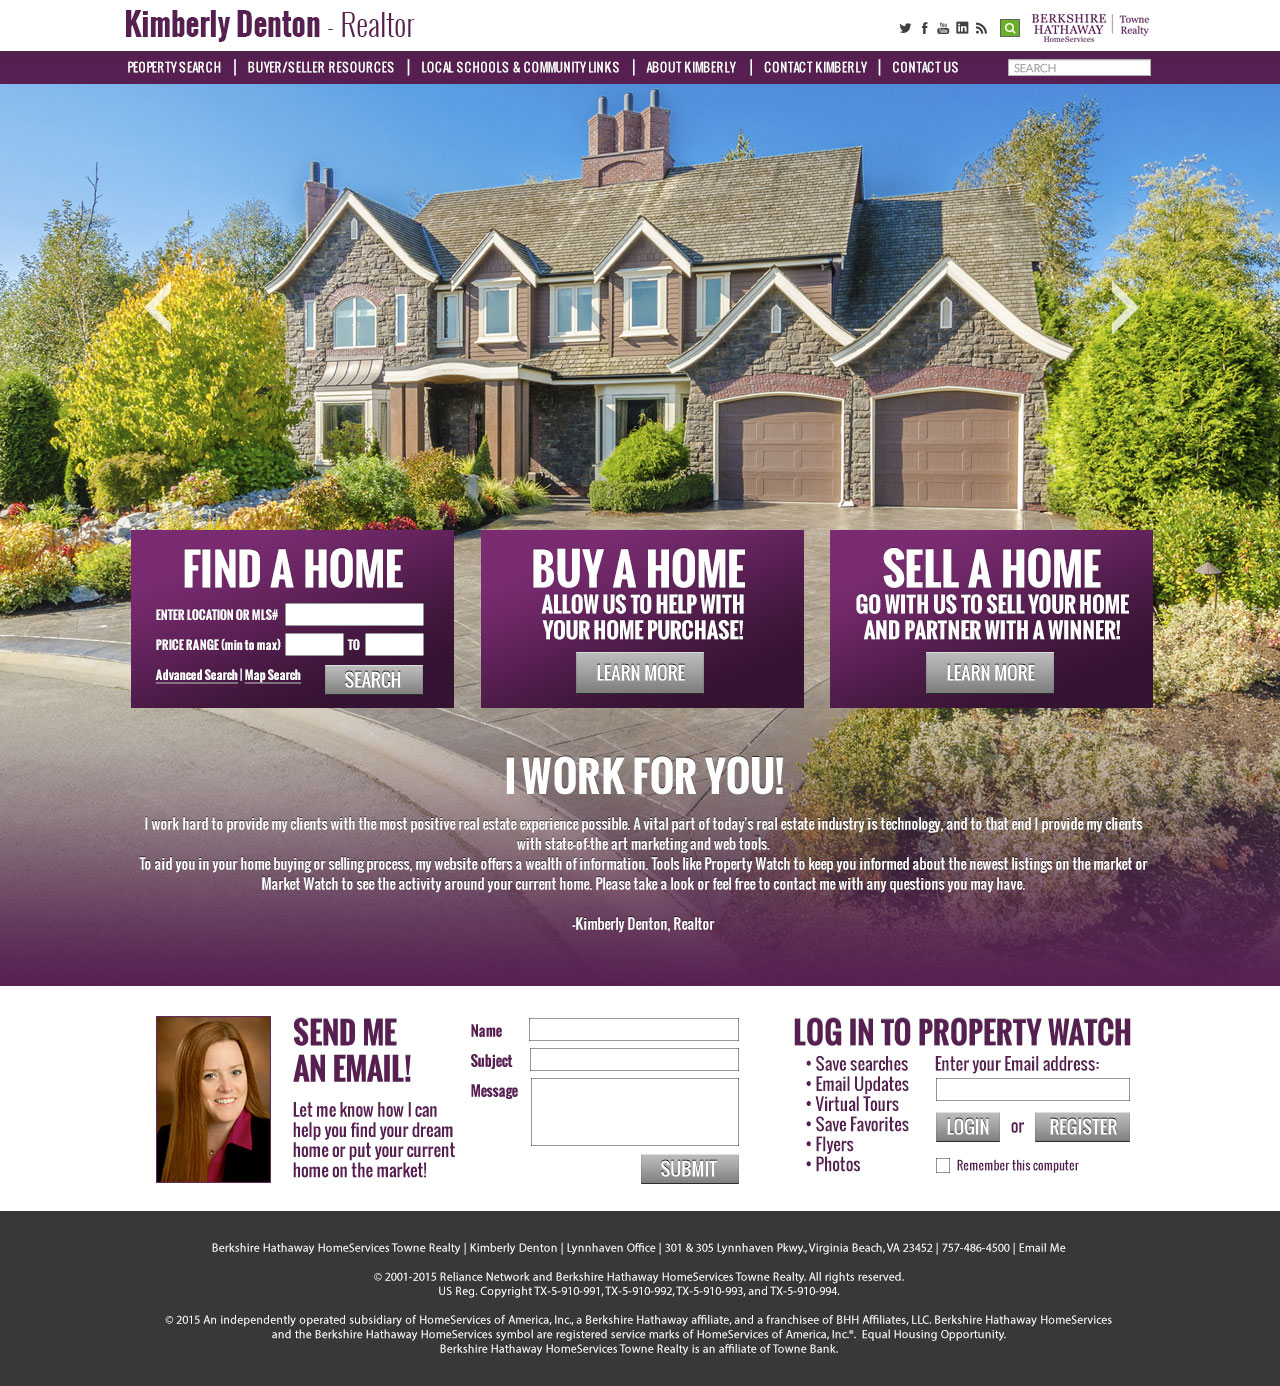 Kimberly Denton - Realtor
BERKSHIRE HATHAWAY HomeServices | Towne Realty
PEOPERTY SEARCH | BUYER/SELLER RESOURCES | LOCAL SCHOOLS & COMMUNITY LINKS | ABOUT KIMBERLY | CONTACT KIMBERLY | CONTACT US
SEARCH
FIND A HOME
ENTER LOCATION OR MLS#
PRICE RANGE (min to max) TO
Advanced Search | Map Search
SEARCH
BUY A HOME
ALLOW US TO HELP WITH
YOUR HOME PURCHASE!
LEARN MORE
SELL A HOME
GO WITH US TO SELL YOUR HOME
AND PARTNER WITH A WINNER!
LEARN MORE
I WORK FOR YOU!
I work hard to provide my clients with the most positive real estate experience possible. A vital part of today's real estate industry is technology, and to that end I provide my clients
with state-of-the art marketing and web tools.
To aid you in your home buying or selling process, my website offers a wealth of information. Tools like Property Watch to keep you informed about the newest listings on the market or
Market Watch to see the activity around your current home. Please take a look or feel free to contact me with any questions you may have.
-Kimberly Denton, Realtor
SEND ME
AN EMAIL!
Let me know how I can
help you find your dream
home or put your current
home on the market!
Name
Subject
Message
SUBMIT
LOG IN TO PROPERTY WATCH
• Save searches
• Email Updates
• Virtual Tours
• Save Favorites
• Flyers
• Photos
Enter your Email address:
LOGIN or REGISTER
Remember this computer
Berkshire Hathaway HomeServices Towne Realty | Kimberly Denton | Lynnhaven Office | 301 & 305 Lynnhaven Pkwy., Virginia Beach, VA 23452 | 757-486-4500 | Email Me
© 2001-2015 Reliance Network and Berkshire Hathaway HomeServices Towne Realty. All rights reserved.
US Reg. Copyright TX-5-910-991, TX-5-910-992, TX-5-910-993, and TX-5-910-994.
© 2015 An independently operated subsidiary of HomeServices of America, Inc., a Berkshire Hathaway affiliate, and a franchisee of BHH Affiliates, LLC. Berkshire Hathaway HomeServices
and the Berkshire Hathaway HomeServices symbol are registered service marks of HomeServices of America, Inc.®. Equal Housing Opportunity.
Berkshire Hathaway HomeServices Towne Realty is an affiliate of Towne Bank.